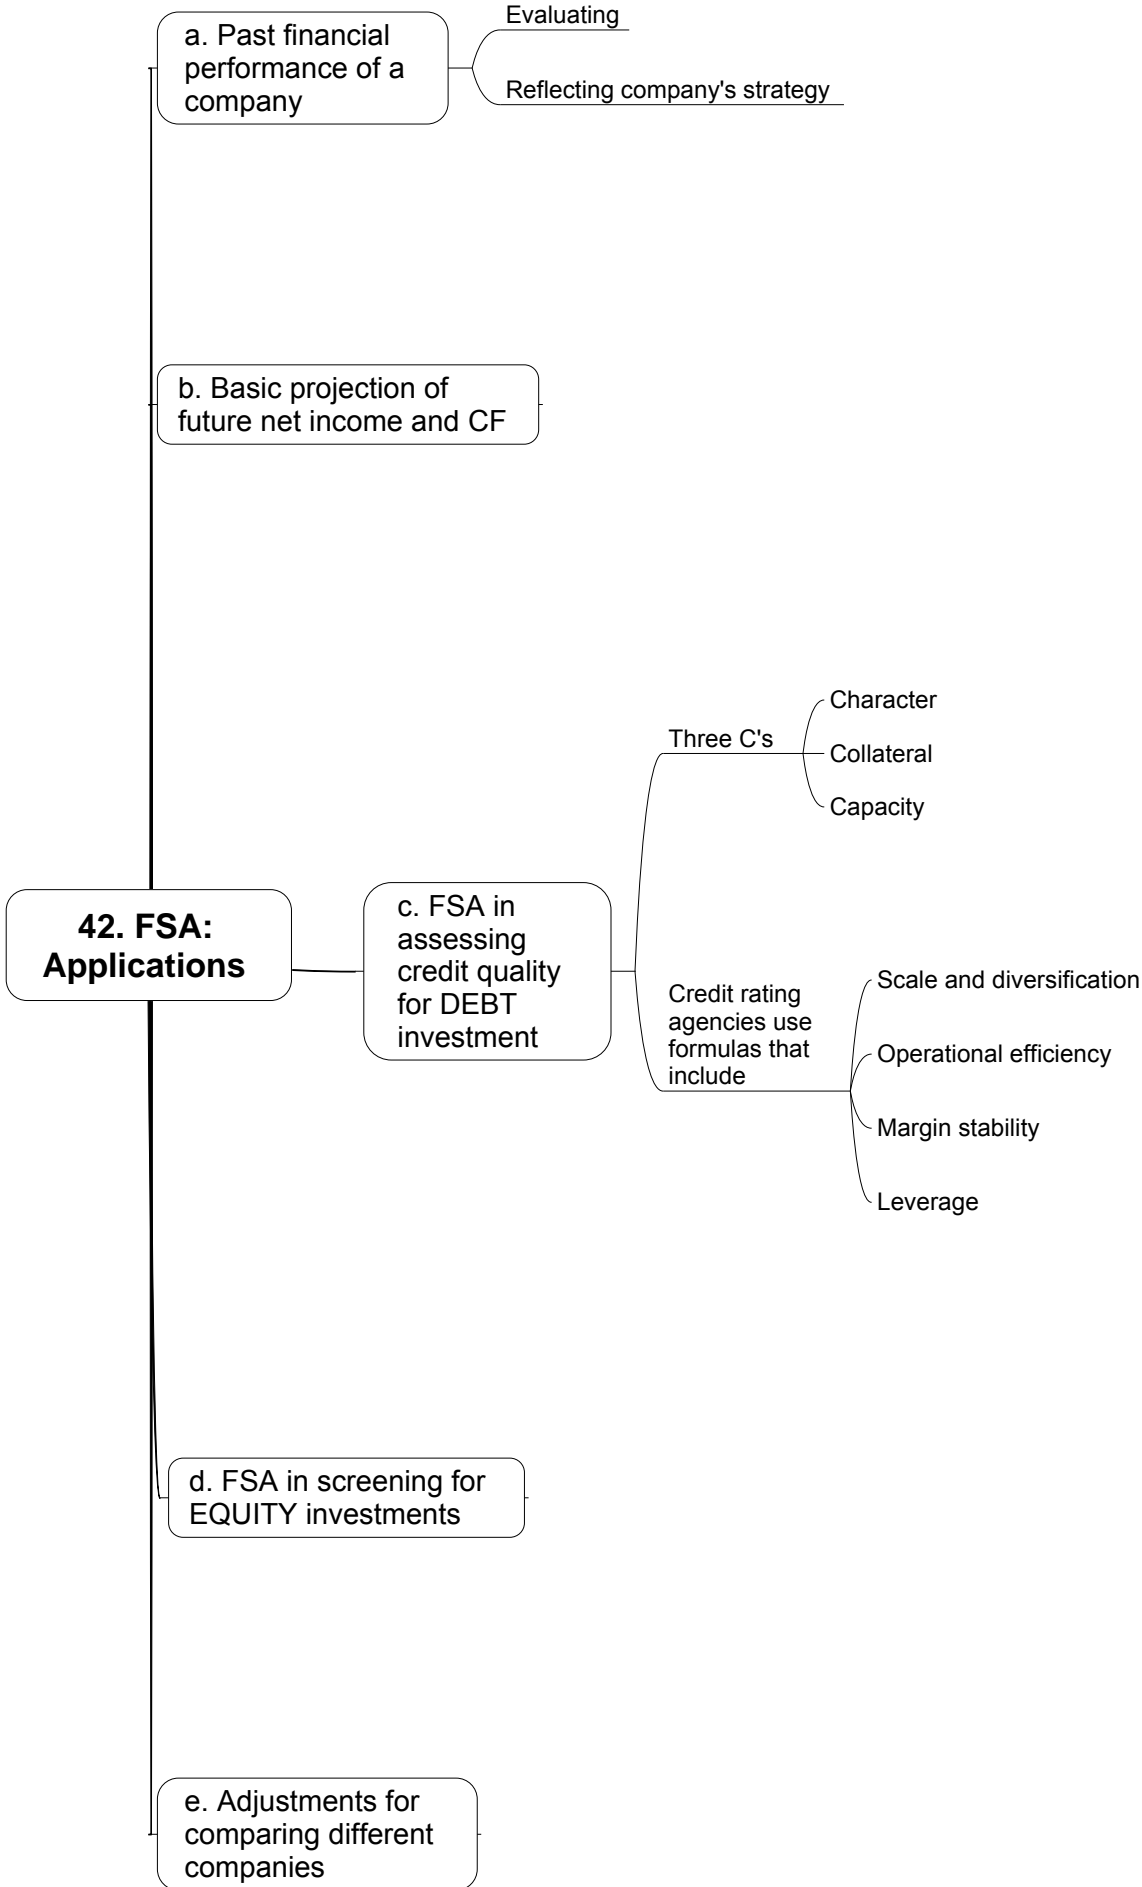 Evaluating
a. Past financial
performance of a
company
Reflecting company's strategy
b. Basic projection of
future net income and CF
Character
Three C's
Collateral
Capacity
42. FSA:
Applications
c. FSA in
assessing
credit quality
for DEBT
investment
Scale and diversification
Credit rating
agencies use
formulas that
include
Operational efficiency
Margin stability
Leverage
d. FSA in screening for
EQUITY investments
e. Adjustments for
comparing different
companies